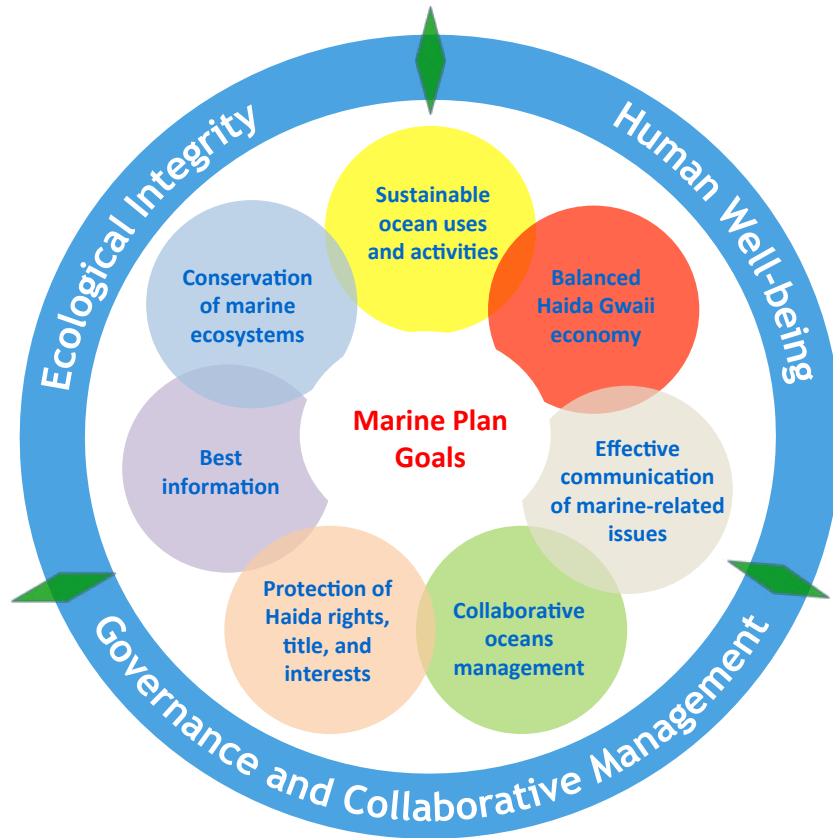 Ecological Integrity
Human Well-being
Sustainable
ocean uses
and activities
Conservation
of marine
ecosystems
Balanced
Haida Gwaii
economy
Marine Plan
Goals
Best
information
Effective
communication
of marine-related
issues
Protection of
Haida rights,
title, and
interests
Collaborative
oceans
management
Governance and Collaborative Management